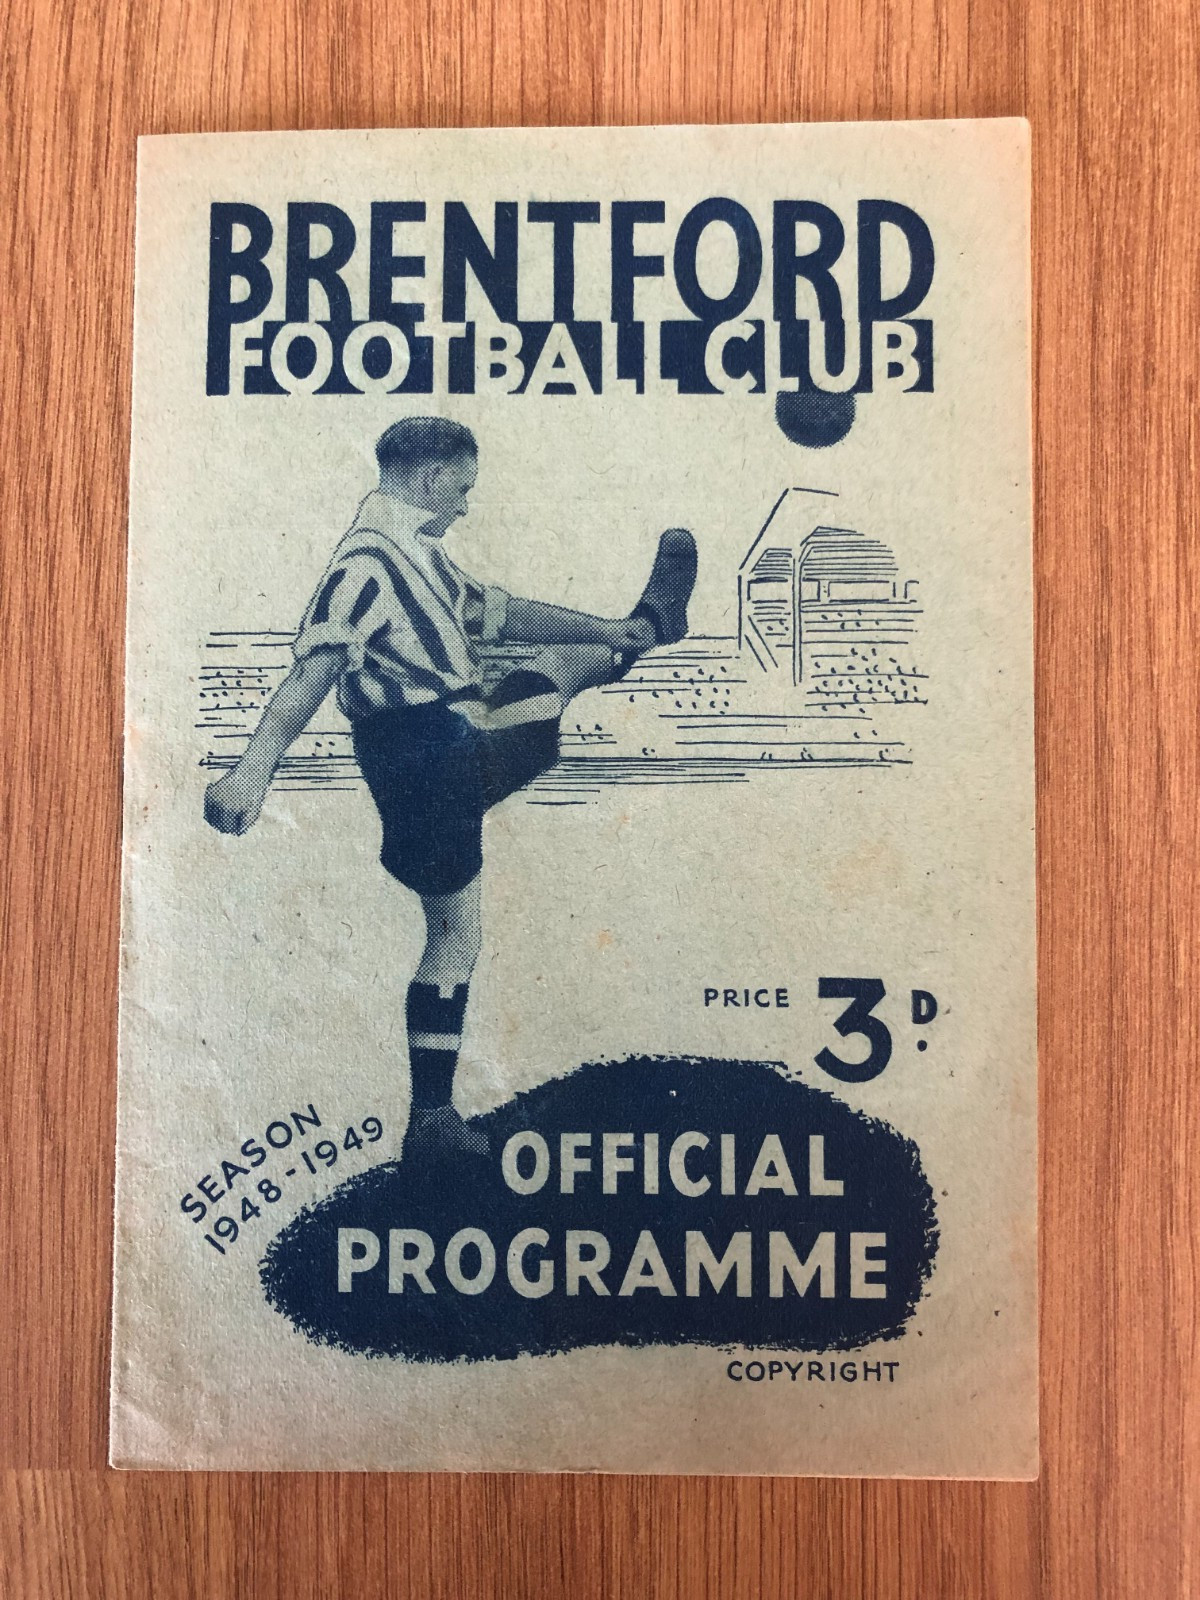 BRENTFORD
FOOTBALL CLUB
PRICE 3D.
SEASON
1948-1949
OFFICIAL
PROGRAMME
COPYRIGHT